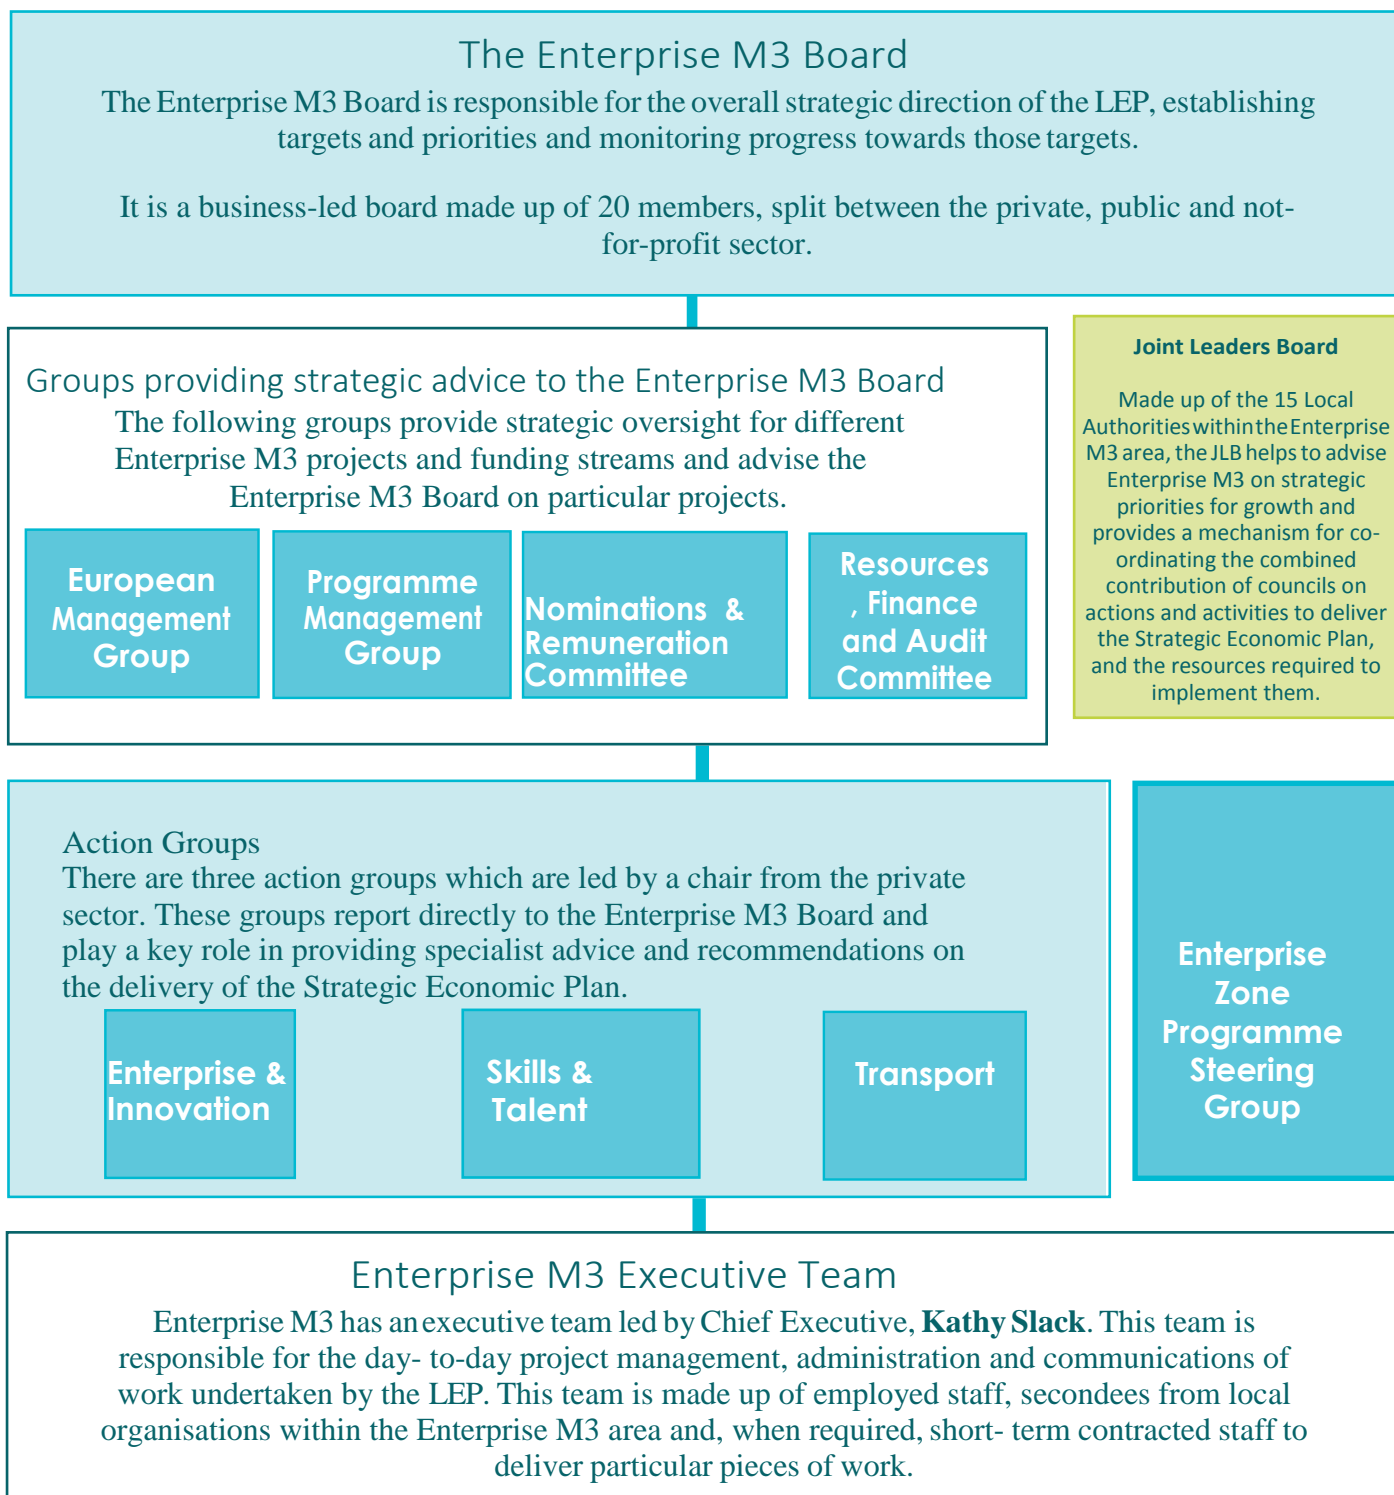 The Enterprise M3 Board
The Enterprise M3 Board is responsible for the overall strategic direction of the LEP, establishing
targets and priorities and monitoring progress towards those targets.
It is a business-led board made up of 20 members, split between the private, public and not-
for-profit sector.
Groups providing strategic advice to the Enterprise M3 Board
The following groups provide strategic oversight for different
Enterprise M3 projects and funding streams and advise the
Enterprise M3 Board on particular projects.
European
Management
Group
Programme
Management
Group
Nominations &
Remuneration
Committee
Resources
, Finance
and Audit
Committee
Joint Leaders Board
Made up of the 15 Local
Authorities within the Enterprise
M3 area, the JLB helps to advise
Enterprise M3 on strategic
priorities for growth and
provides a mechanism for co-
ordinating the combined
contribution of councils on
actions and activities to deliver
the Strategic Economic Plan,
and the resources required to
implement them.
Action Groups
There are three action groups which are led by a chair from the private
sector. These groups report directly to the Enterprise M3 Board and
play a key role in providing specialist advice and recommendations on
the delivery of the Strategic Economic Plan.
Enterprise &
Innovation
Skills &
Talent
Transport
Enterprise
Zone
Programme
Steering
Group
Enterprise M3 Executive Team
Enterprise M3 has an executive team led by Chief Executive, Kathy Slack. This team is
responsible for the day- to-day project management, administration and communications of
work undertaken by the LEP. This team is made up of employed staff, secondees from local
organisations within the Enterprise M3 area and, when required, short- term contracted staff to
deliver particular pieces of work.